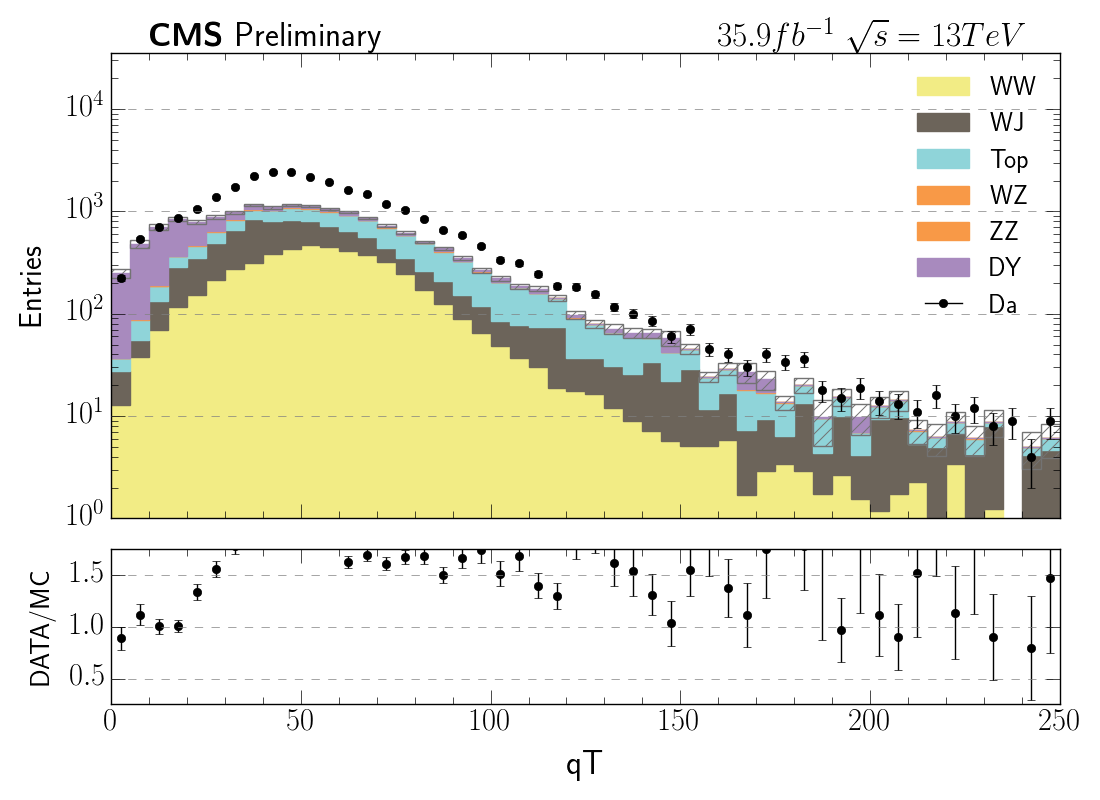 CMS Preliminary 35.9fb⁻¹ √s = 13TeV
WW
WJ
Top
WZ
ZZ
DY
Da
Entries
10⁴
10³
10²
10¹
10⁰
DATA/MC
1.5
1.0
0.5
0 50 100 150 200 250
qT